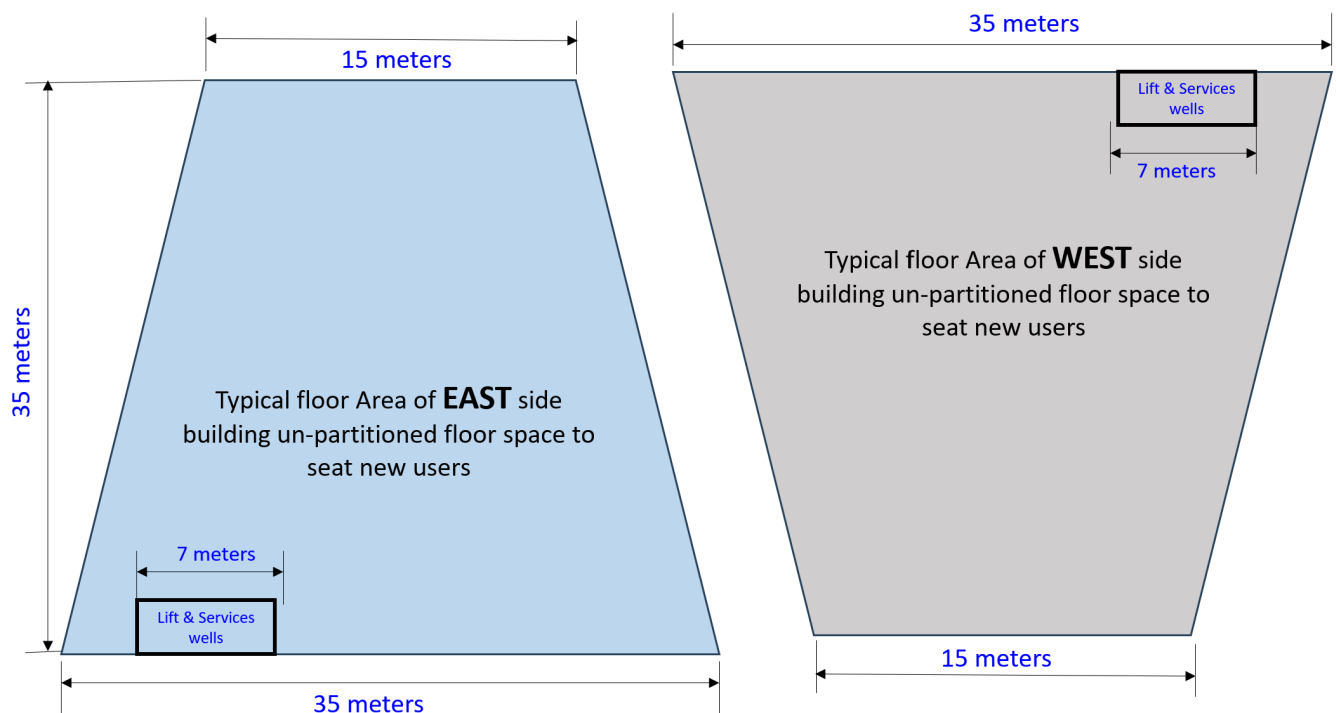 15 meters
35 meters
Typical floor Area of EAST side
building un-partitioned floor space to
seat new users
7 meters
Lift & Services
wells
35 meters
35 meters
Lift & Services
wells
7 meters
Typical floor Area of WEST side
building un-partitioned floor space to
seat new users
15 meters